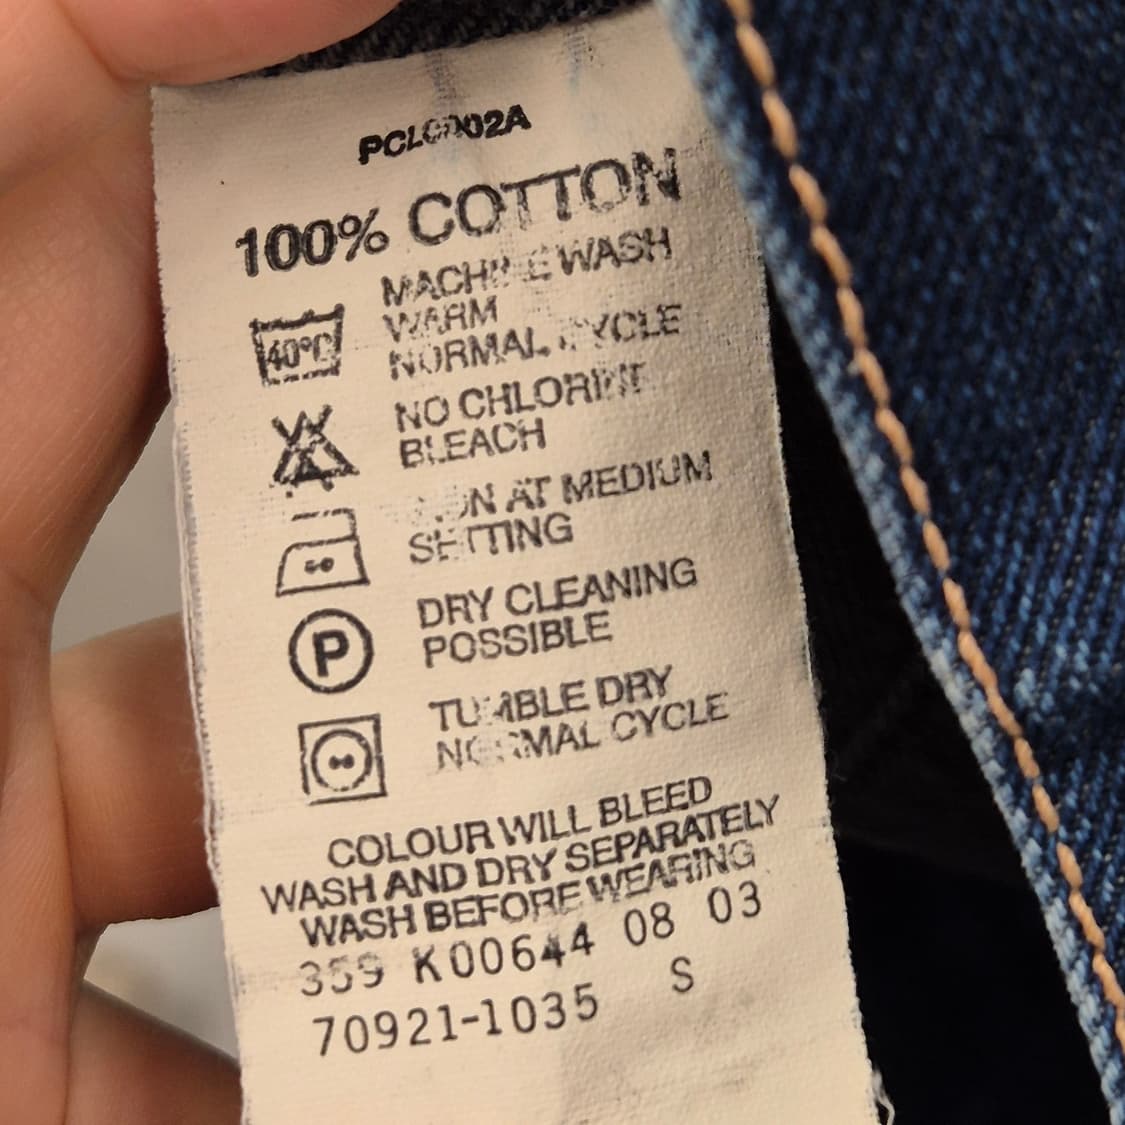 100% COTTON
MACHINE WASH
WARM
NORMAL CYCLE
40°C
NO CHLORINE
BLEACH
IRON AT MEDIUM
SETTING
DRY CLEANING
POSSIBLE
P
TUMBLE DRY
NORMAL CYCLE
COLOUR WILL BLEED
WASH AND DRY SEPARATELY
WASH BEFORE WEARING
359 K00644 08 03
70921-1035 S